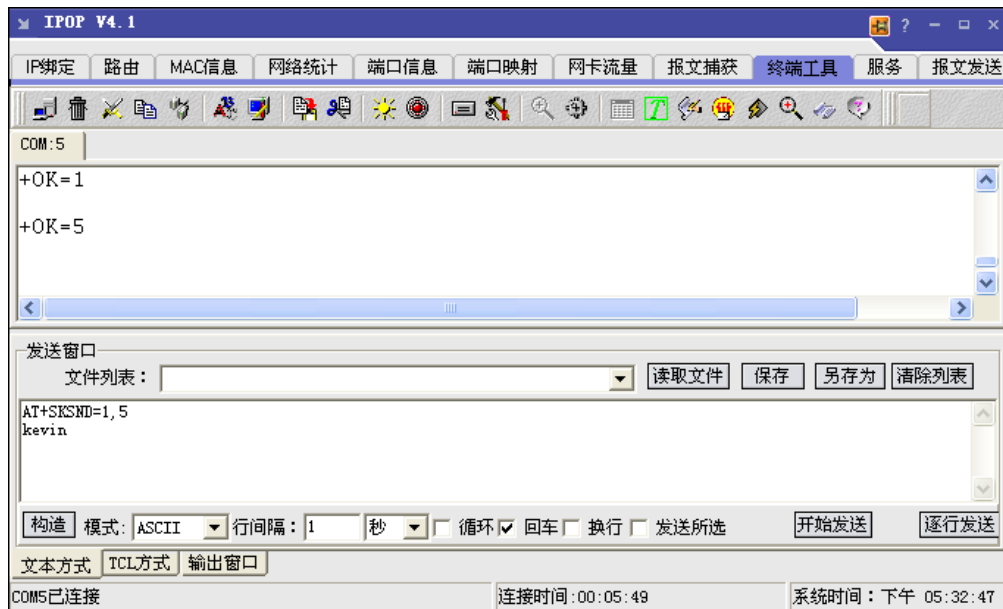 IPOP V4.1
IP绑定 路由 MAC信息 网络统计 端口信息 端口映射 网卡流量 报文捕获 终端工具 服务 报文发送
COM:5
+OK=1
+OK=5
发送窗口
文件列表： 读取文件 保存 另存为 清除列表
AT+SKSND=1,5
kevin
构造 模式: ASCII 行间隔：1 秒 循环 回车 换行 发送所选 开始发送 逐行发送
文本方式 TCL方式 输出窗口
COM5已连接 连接时间:00:05:49 系统时间：下午 05:32:47